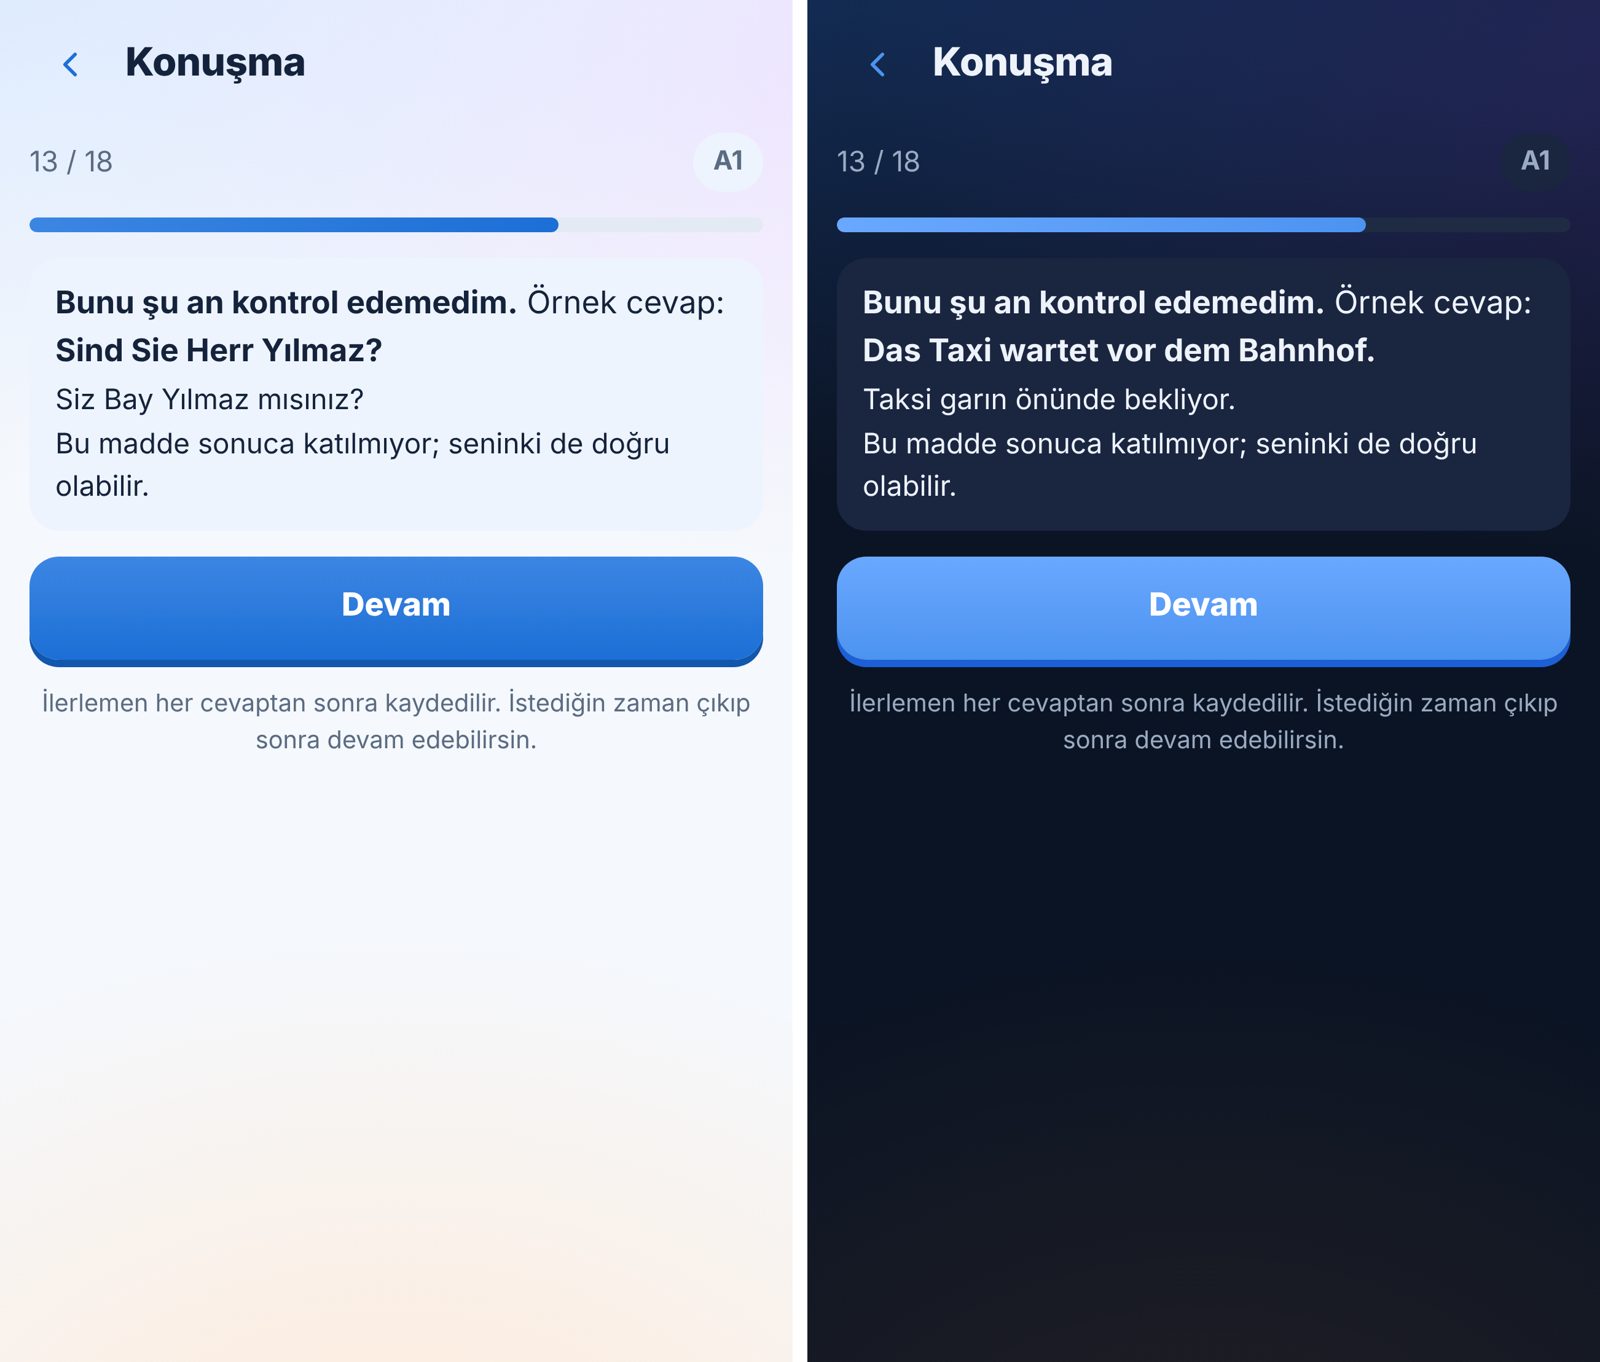 Konuşma
13 / 18
A1
Bunu şu an kontrol edemedim. Örnek cevap:
Sind Sie Herr Yılmaz?
Siz Bay Yılmaz mısınız?
Bu madde sonuca katılmıyor; seninki de doğru
olabilir.
Devam
İlerlemen her cevaptan sonra kaydedilir. İstediğin zaman çıkıp
sonra devam edebilirsin.
Konuşma
13 / 18
A1
Bunu şu an kontrol edemedim. Örnek cevap:
Das Taxi wartet vor dem Bahnhof.
Taksi garın önünde bekliyor.
Bu madde sonuca katılmıyor; seninki de doğru
olabilir.
Devam
İlerlemen her cevaptan sonra kaydedilir. İstediğin zaman çıkıp
sonra devam edebilirsin.